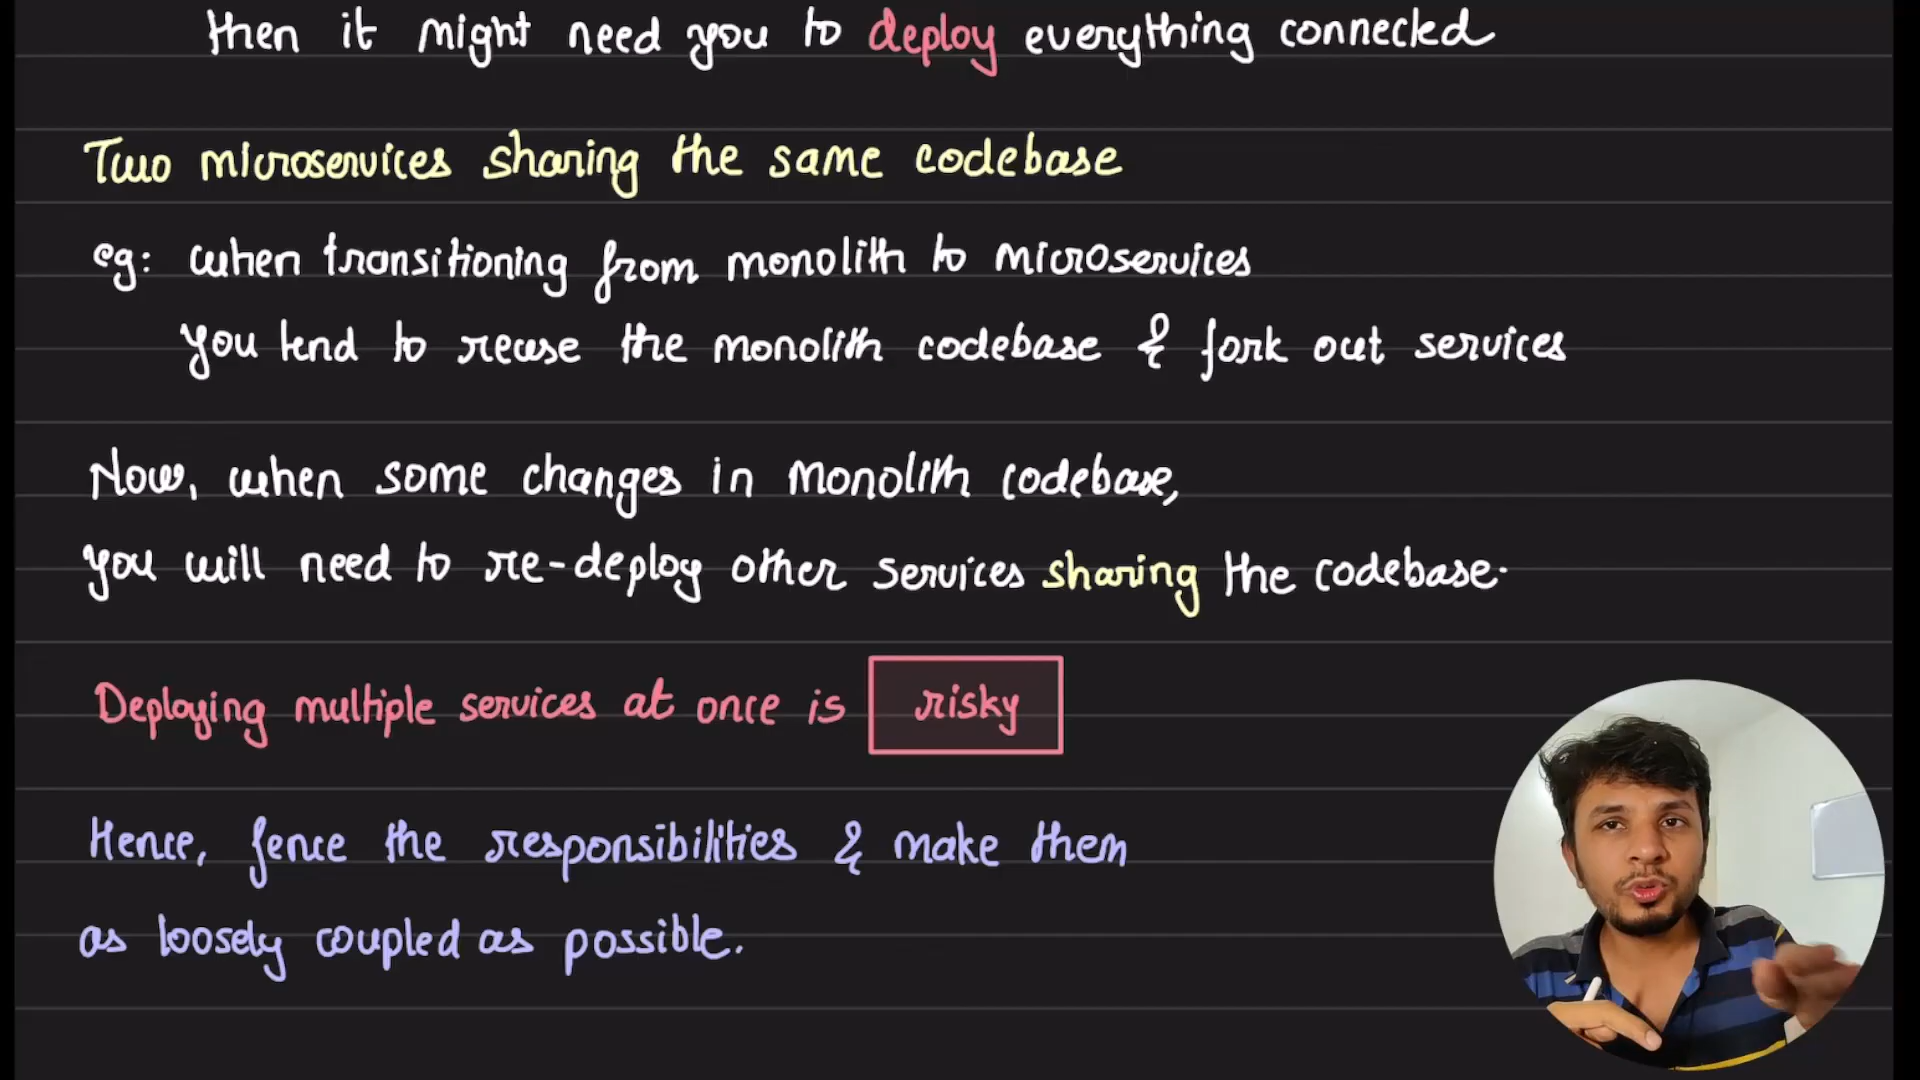 then it might need you to deploy everything connected
Two microservices sharing the same codebase
eg: when transitioning from monolith to microservices
you tend to reuse the monolith codebase & fork out services
Now, when some changes in monolith codebase,
you will need to re-deploy other services sharing the codebase.
Deploying multiple services at once is risky
Hence, fence the responsibilities & make them
as loosely coupled as possible.